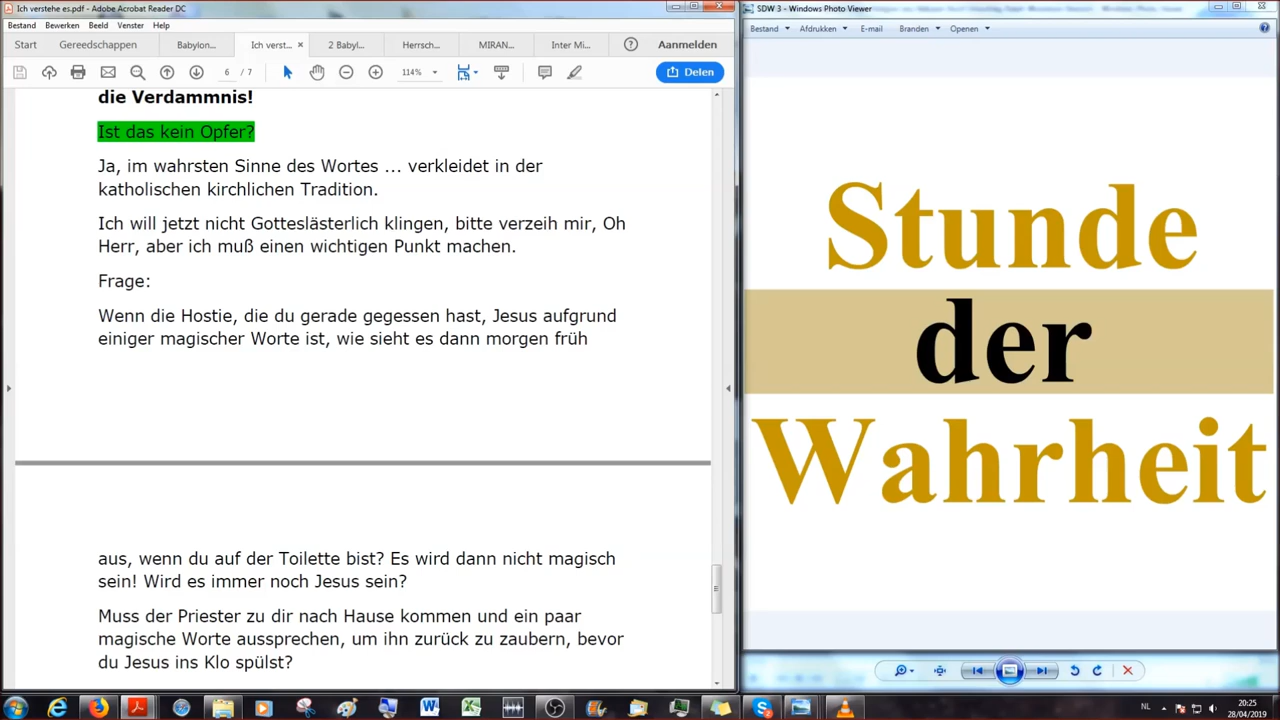 Ich verstehe es.pdf - Adobe Acrobat Reader DC
Bestand Bewerken Beeld Venster Help
Start Gereedschappen Babylon... Ich verst... × 2 Babyl... Herrsch... MIRAN... Inter Mi... Aanmelden
6 / 7 114% Delen
die Verdammnis!
Ist das kein Opfer?
Ja, im wahrsten Sinne des Wortes ... verkleidet in der
katholischen kirchlichen Tradition.
Ich will jetzt nicht Gotteslästerlich klingen, bitte verzeih mir, Oh
Herr, aber ich muß einen wichtigen Punkt machen.
Frage:
Wenn die Hostie, die du gerade gegessen hast, Jesus aufgrund
einiger magischer Worte ist, wie sieht es dann morgen früh
aus, wenn du auf der Toilette bist? Es wird dann nicht magisch
sein! Wird es immer noch Jesus sein?
Muss der Priester zu dir nach Hause kommen und ein paar
magische Worte aussprechen, um ihn zurück zu zaubern, bevor
du Jesus ins Klo spülst?
SDW 3 - Windows Photo Viewer
Bestand Afdrukken E-mail Branden Openen
Stunde
der
Wahrheit
NL 20:25
28/04/2019